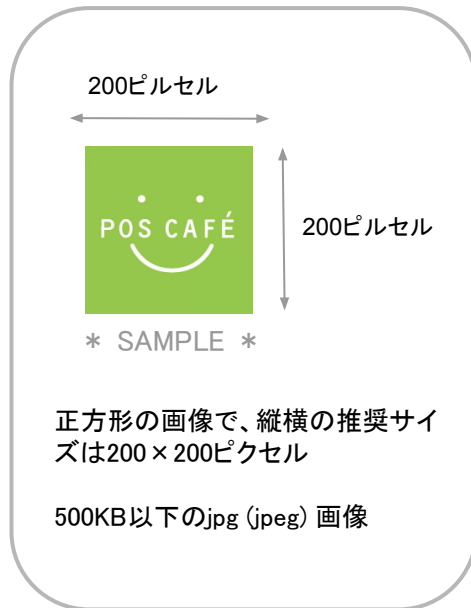 200ピルセル
POS CAFÉ
200ピルセル
* SAMPLE *
正方形の画像で、縦横の推奨サイ
ズは200×200ピクセル
500KB以下のjpg (jpeg) 画像